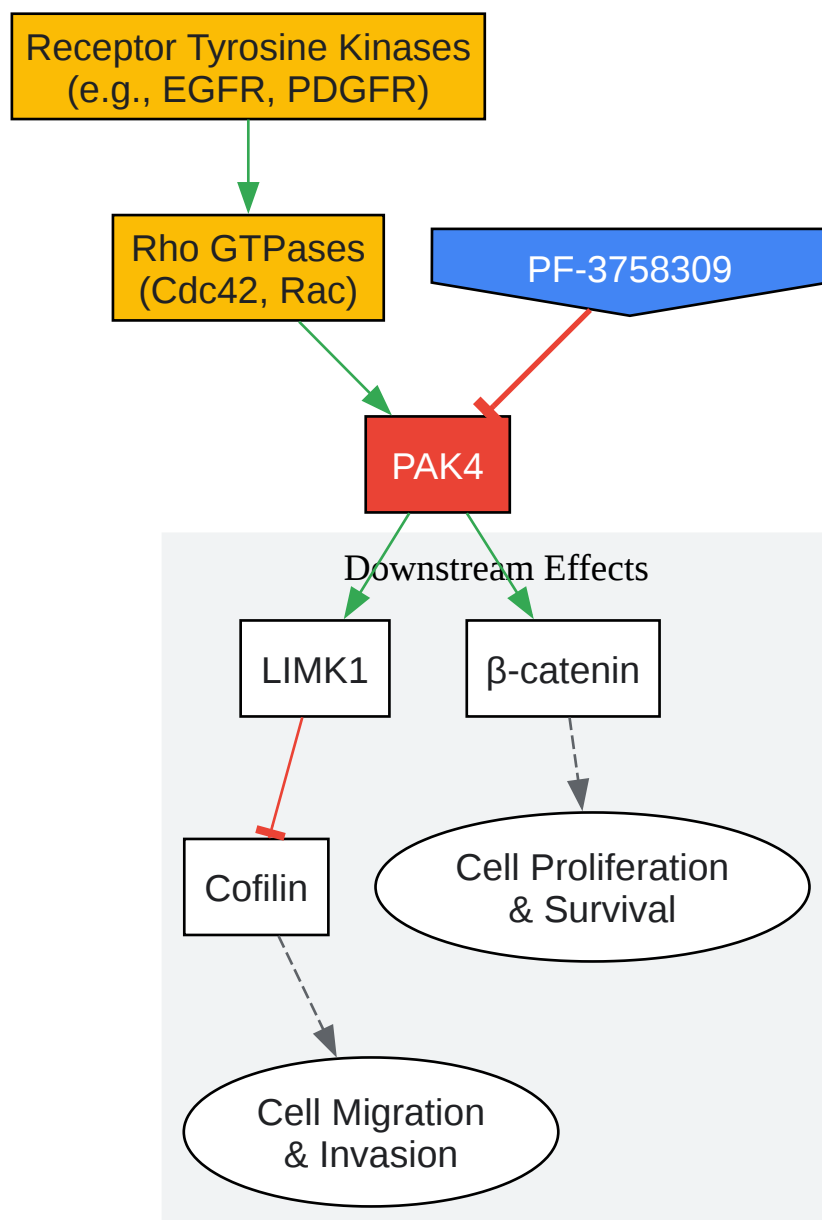 Receptor Tyrosine Kinases
(e.g., EGFR, PDGFR)
Rho GTPases
(Cdc42, Rac)
PF-3758309
PAK4
Downstream Effects
LIMK1
β-catenin
Cofilin
Cell Proliferation
& Survival
Cell Migration
& Invasion